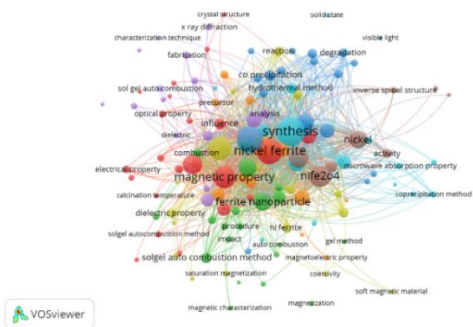 crystal structure
solid state
x ray diffraction
characterization technique
visible light
fabrication
reaction
degradation
co precipitation
sol gel auto combustion
hydrothermal method
inverse spinel structure
precursor
optical property
analysis
influence
synthesis
dielectric
nickel
nickel ferrite
combustion
activity
microwave absorption property
electrical property
magnetic property
nife2o4
calcination temperature
coprecipitation method
ferrite nanoparticle
dielectric property
procedure
ni ferrite
solgel autocombustion method
impact
auto combustion
gel method
solgel auto combustion method
magnetoelectric property
saturation magnetization
coercivity
soft magnetic material
magnetic characterization
magnetization
VOSviewer